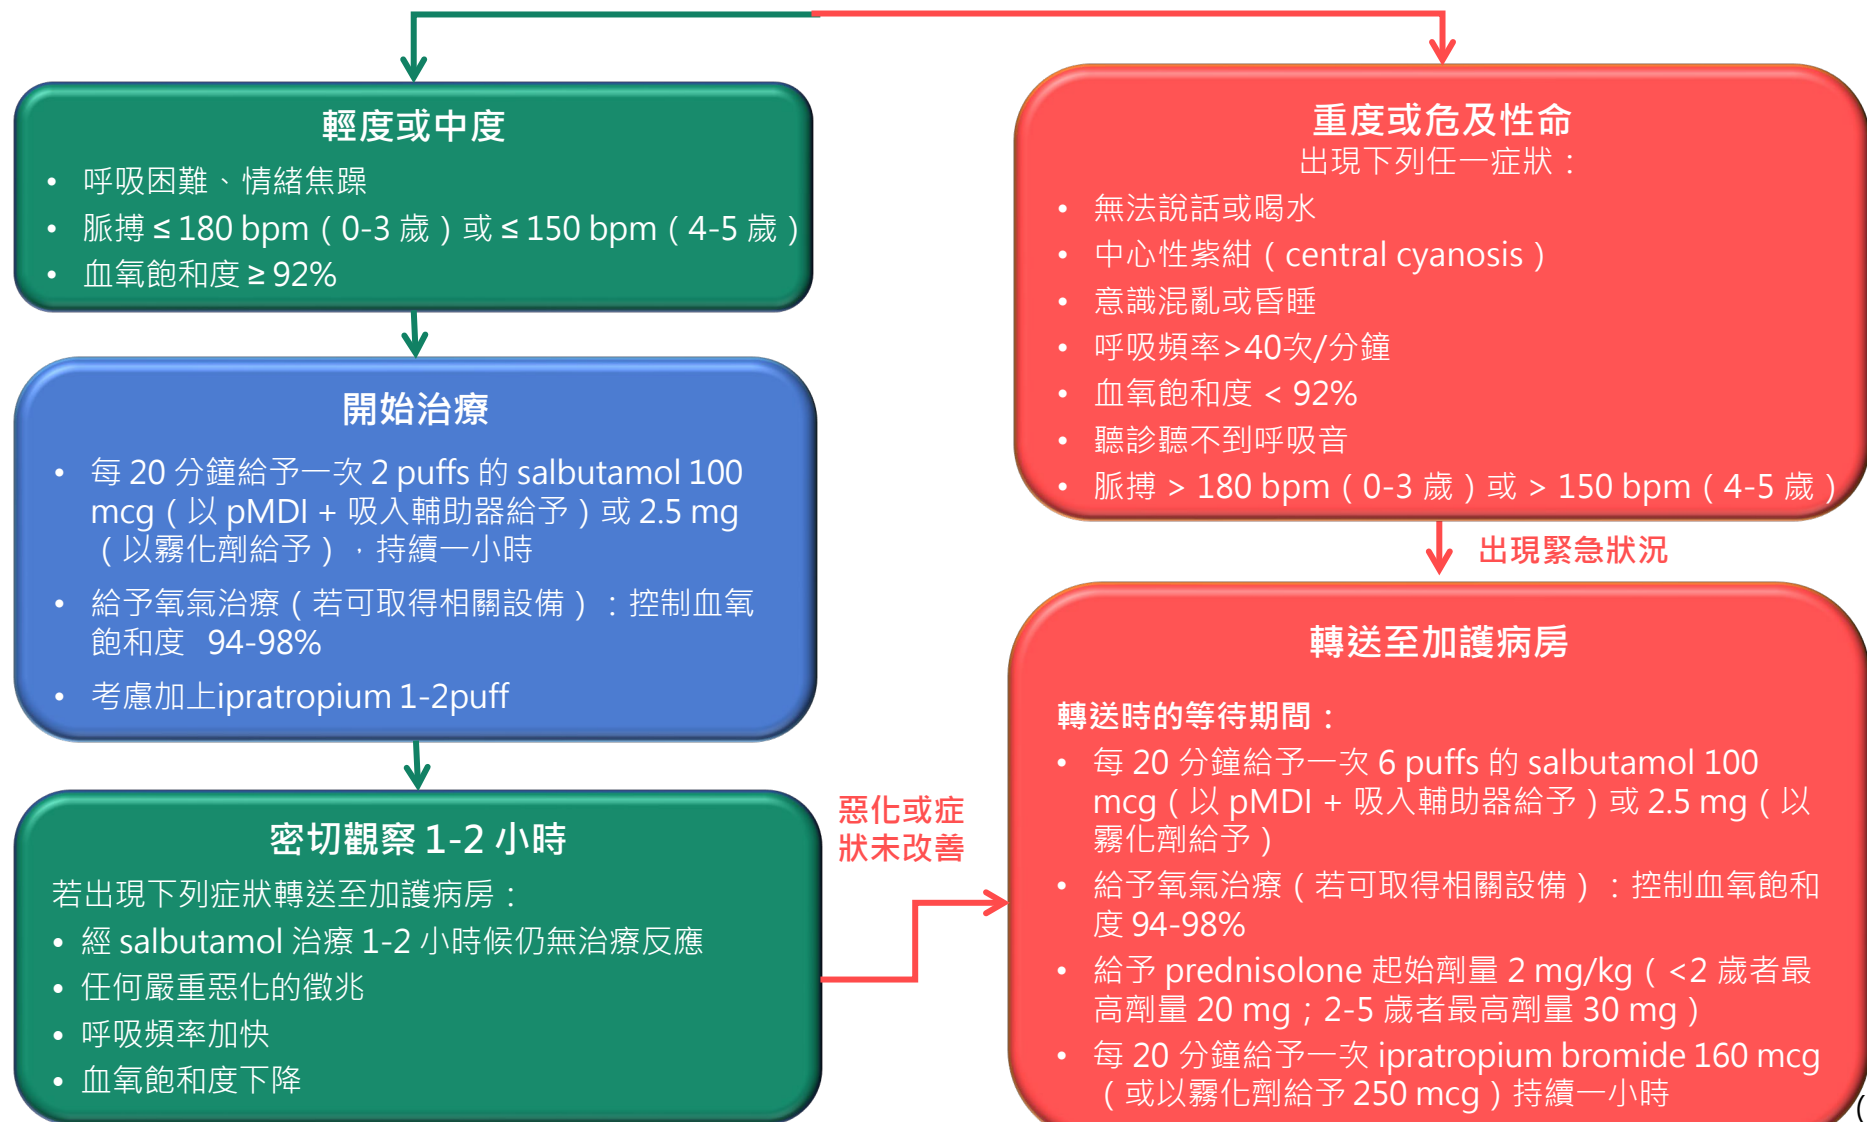 輕度或中度
• 呼吸困難、情緒焦躁
• 脈搏 ≤ 180 bpm（0-3 歲）或 ≤ 150 bpm（4-5 歲）
• 血氧飽和度 ≥ 92%
開始治療
• 每 20 分鐘給予一次 2 puffs 的 salbutamol 100
mcg（以 pMDI + 吸入輔助器給予）或 2.5 mg
（以霧化劑給予），持續一小時
• 給予氧氣治療（若可取得相關設備）：控制血氧
飽和度 94-98%
• 考慮加上ipratropium 1-2puff
密切觀察 1-2 小時
若出現下列症狀轉送至加護病房：
• 經 salbutamol 治療 1-2 小時候仍無治療反應
• 任何嚴重惡化的徵兆
• 呼吸頻率加快
• 血氧飽和度下降
惡化或症
狀未改善
重度或危及性命
出現下列任一症狀：
• 無法說話或喝水
• 中心性紫紺（central cyanosis）
• 意識混亂或昏睡
• 呼吸頻率>40次/分鐘
• 血氧飽和度 < 92%
• 聽診聽不到呼吸音
• 脈搏 > 180 bpm（0-3 歲）或 > 150 bpm（4-5 歲）
出現緊急狀況
轉送至加護病房
轉送時的等待期間：
• 每 20 分鐘給予一次 6 puffs 的 salbutamol 100
mcg（以 pMDI + 吸入輔助器給予）或 2.5 mg（以
霧化劑給予）
• 給予氧氣治療（若可取得相關設備）：控制血氧飽和
度 94-98%
• 給予 prednisolone 起始劑量 2 mg/kg（<2 歲者最
高劑量 20 mg；2-5 歲者最高劑量 30 mg）
• 每 20 分鐘給予一次 ipratropium bromide 160 mcg
（或以霧化劑給予 250 mcg）持續一小時
(